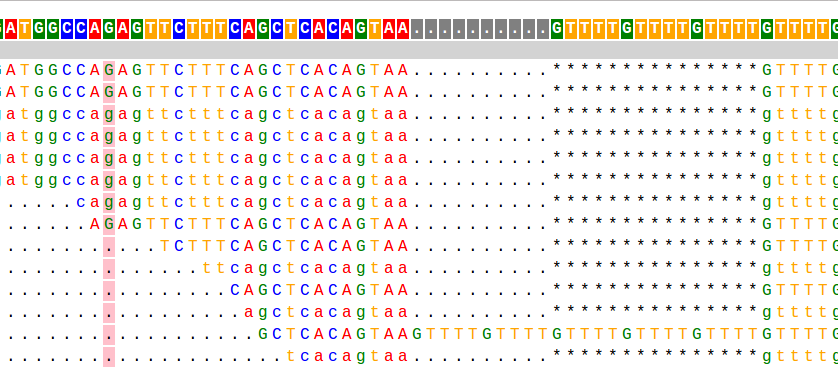 ATGGCCAGAGTTCTTTCAGCTCACAGTAA..........GTTTTGTTTTGTTTTGTTTTG
ATGGCCAGAGTTCTTTCAGCTCACAGTAA..........***************GTTTTG
ATGGCCAGAGTTCTTTCAGCTCACAGTAA..........***************GTTTTG
atggccagagttctttcagctcacagtaa..........***************gttttg
atggccagagttctttcagctcacagtaa..........***************gttttg
atggccagagttctttcagctcacagtaa..........***************gttttg
atggccagagttctttcagctcacagtaa..........***************gttttg
.....cagagttctttcagctcacagtaa..........***************gttttg
......AGAGTTCTTTCAGCTCACAGTAA..........***************GTTTTG
...........TCTTTCAGCTCACAGTAA..........***************GTTTTG
..............ttcagctcacagtaa..........***************gttttg
................CAGCTCACAGTAA..........***************GTTTTG
.................agctcacagtaa..........***************gttttg
..................GCTCACAGTAAGTTTTGTTTTGTTTTGTTTTGTTTTGTTTTG
....................tcacagtaa..........***************gttttg